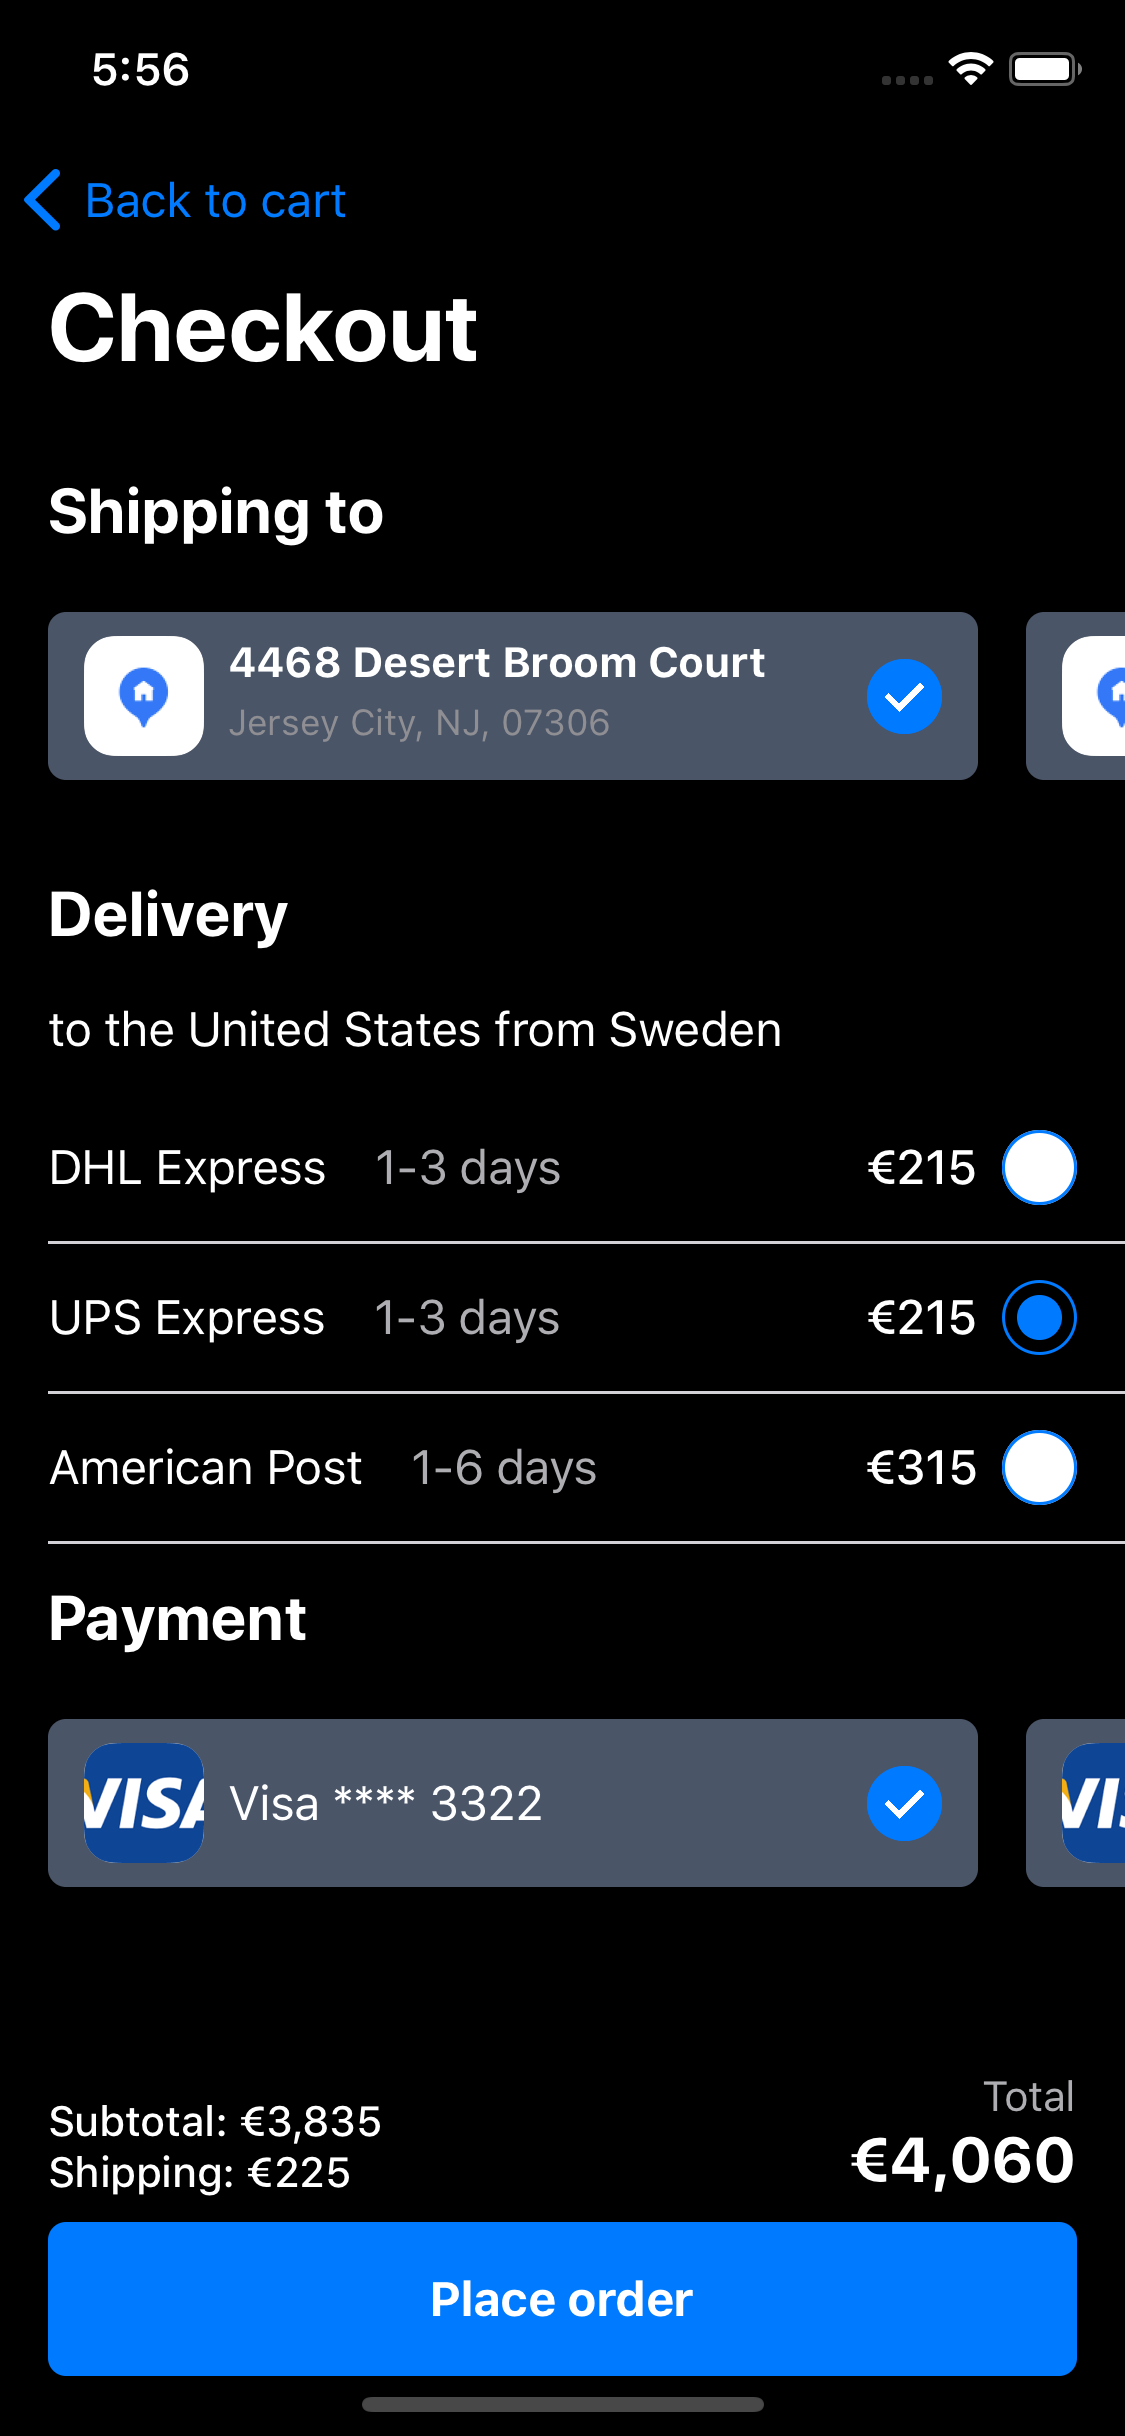 5:56
Back to cart
Checkout
Shipping to
4468 Desert Broom Court
Jersey City, NJ, 07306
Delivery
to the United States from Sweden
DHL Express 1-3 days €215
UPS Express 1-3 days €215
American Post 1-6 days €315
Payment
VISA Visa **** 3322 VIS
Total
Subtotal: €3,835
Shipping: €225
€4,060
Place order